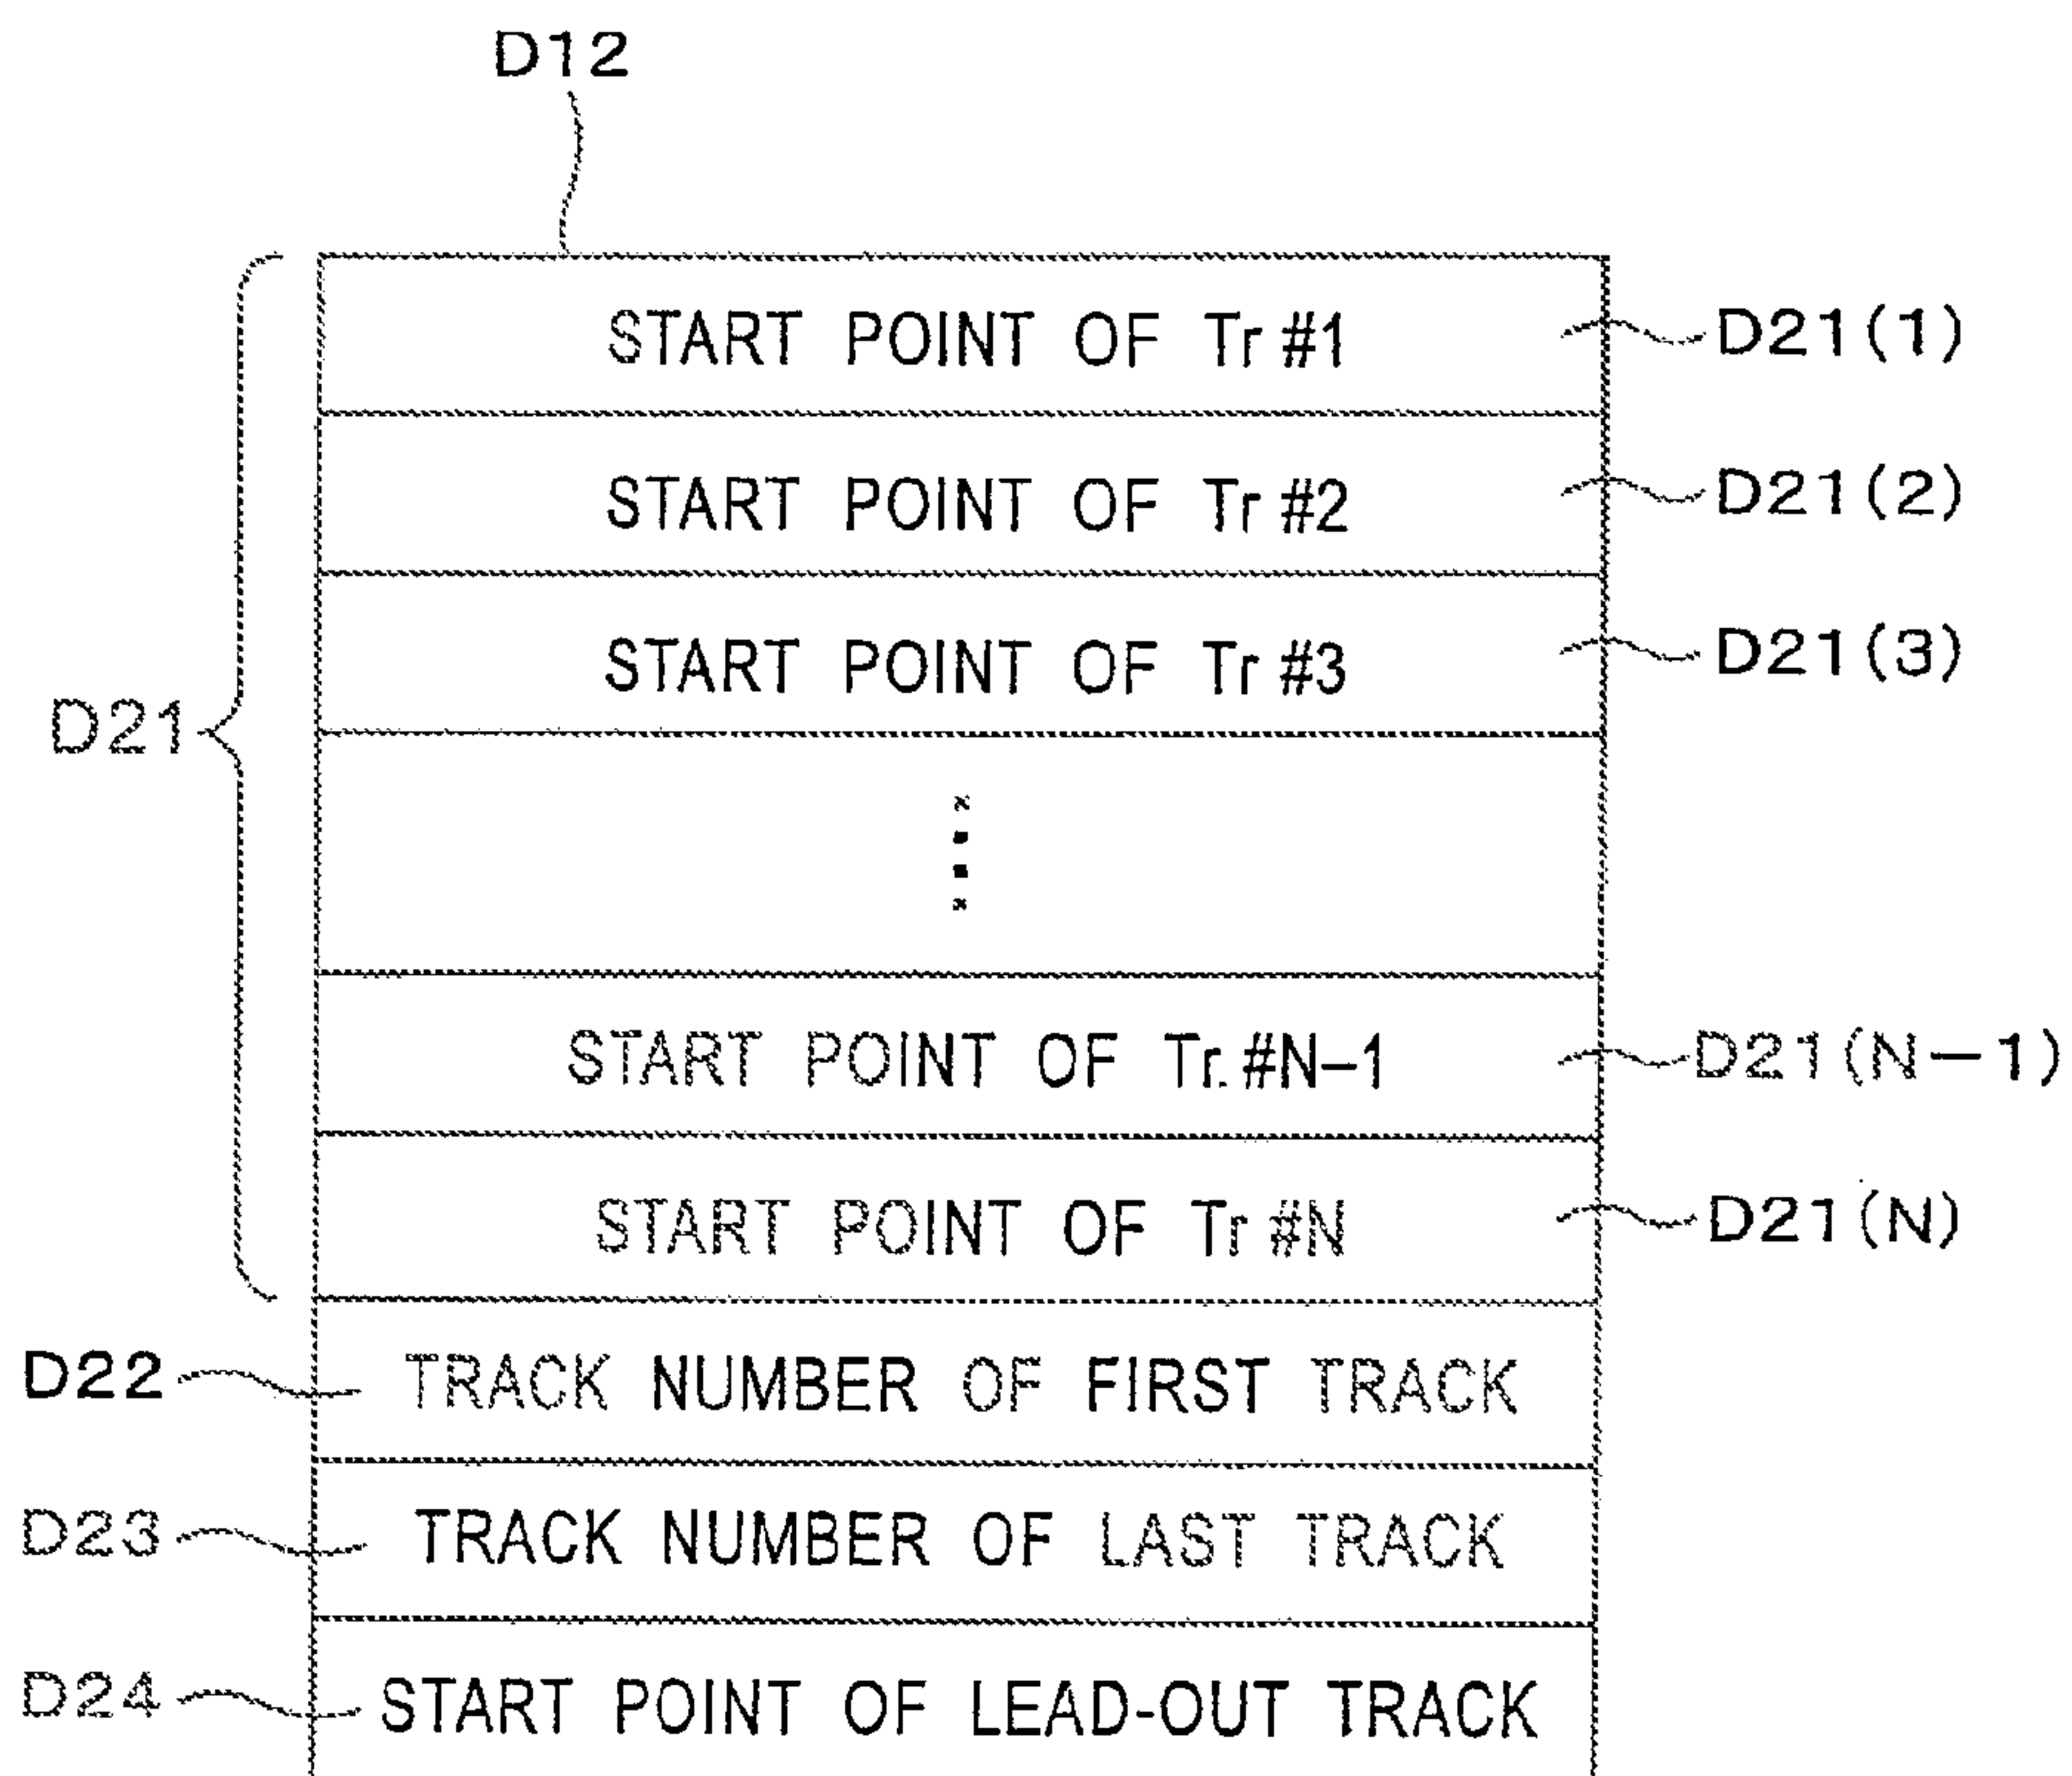 D12
START POINT OF Tr #1 D21(1)
START POINT OF Tr #2 D21(2)
START POINT OF Tr #3 D21(3)
D21
START POINT OF Tr. #N–1 D21(N−1)
START POINT OF Tr #N D21(N)
D22 TRACK NUMBER OF FIRST TRACK
D23 TRACK NUMBER OF LAST TRACK
D24 START POINT OF LEAD-OUT TRACK